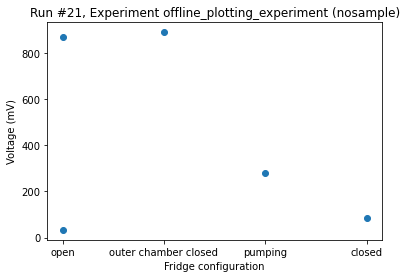 Run #21, Experiment offline_plotting_experiment (nosample)
800
600
400
200
0
Voltage (mV)
open outer chamber closed pumping closed
Fridge configuration